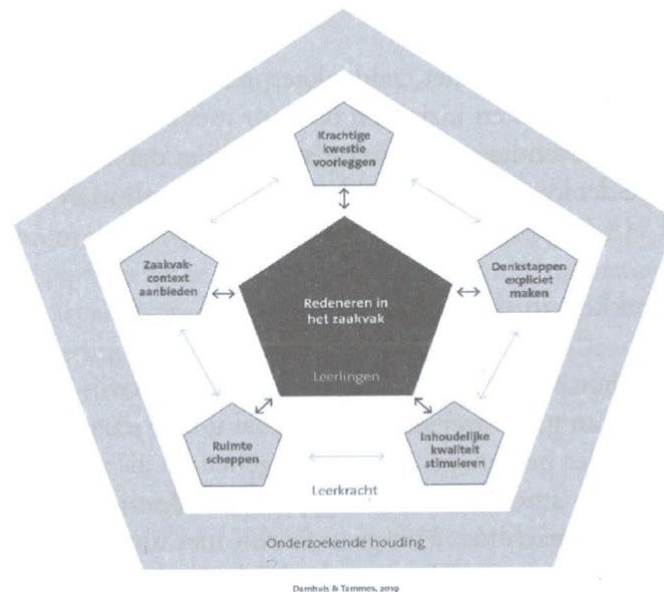 Krachtige
kwestie
voorleggen
Zaakvak-
context
aanbieden
Denkstappen
expliciet
maken
Redeneren in
het zaakvak
Leerlingen
Ruimte
scheppen
Inhoudelijke
kwaliteit
stimuleren
Leerkracht
Onderzoekende houding
Damhuis & Tammes, 2019